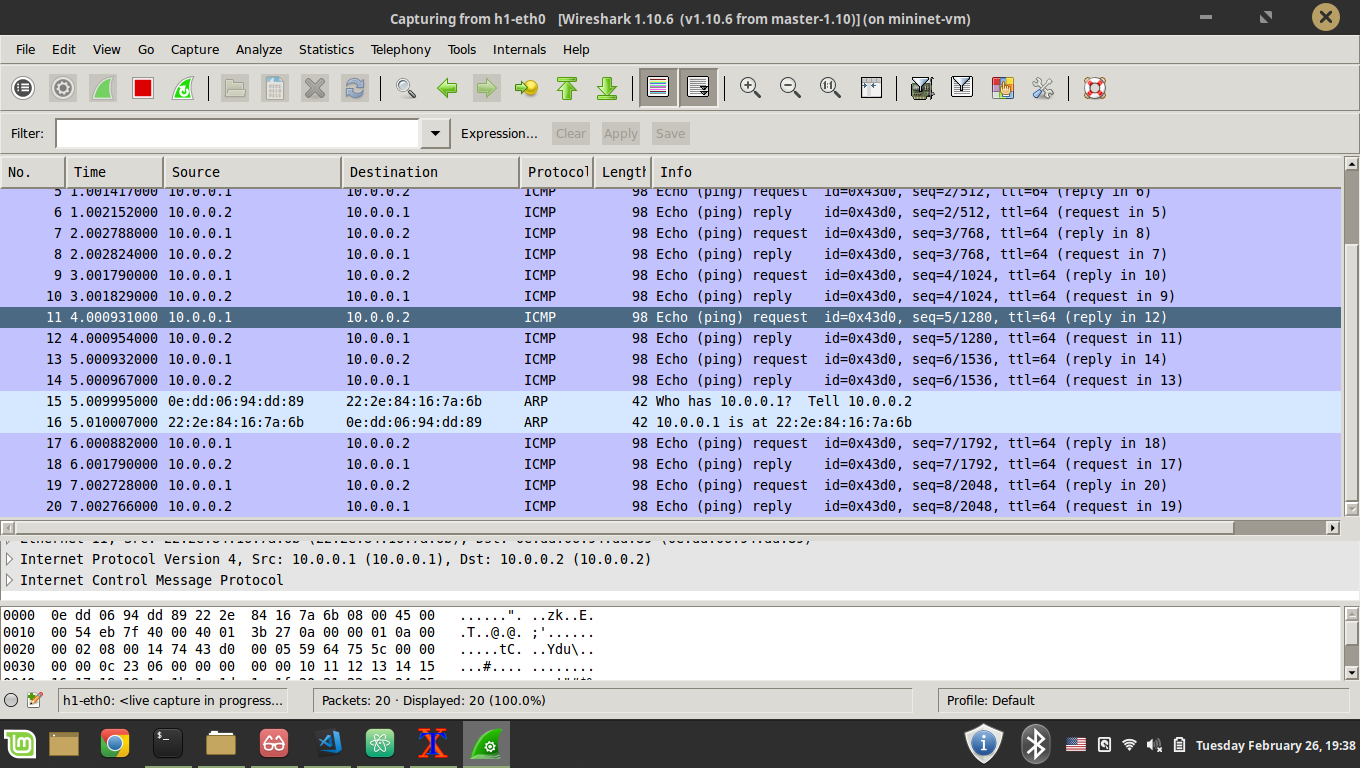 Capturing from h1-eth0 [Wireshark 1.10.6 (v1.10.6 from master-1.10)] (on mininet-vm)
File Edit View Go Capture Analyze Statistics Telephony Tools Internals Help
Filter: Expression... Clear Apply Save
No. Time Source Destination Protocol Length Info
5 1.001417000 10.0.0.1 10.0.0.2 ICMP 98 Echo (ping) request id=0x43d0, seq=2/512, ttl=64 (reply in 6)
6 1.002152000 10.0.0.2 10.0.0.1 ICMP 98 Echo (ping) reply id=0x43d0, seq=2/512, ttl=64 (request in 5)
7 2.002788000 10.0.0.1 10.0.0.2 ICMP 98 Echo (ping) request id=0x43d0, seq=3/768, ttl=64 (reply in 8)
8 2.002824000 10.0.0.2 10.0.0.1 ICMP 98 Echo (ping) reply id=0x43d0, seq=3/768, ttl=64 (request in 7)
9 3.001790000 10.0.0.1 10.0.0.2 ICMP 98 Echo (ping) request id=0x43d0, seq=4/1024, ttl=64 (reply in 10)
10 3.001829000 10.0.0.2 10.0.0.1 ICMP 98 Echo (ping) reply id=0x43d0, seq=4/1024, ttl=64 (request in 9)
11 4.000931000 10.0.0.1 10.0.0.2 ICMP 98 Echo (ping) request id=0x43d0, seq=5/1280, ttl=64 (reply in 12)
12 4.000954000 10.0.0.2 10.0.0.1 ICMP 98 Echo (ping) reply id=0x43d0, seq=5/1280, ttl=64 (request in 11)
13 5.000932000 10.0.0.1 10.0.0.2 ICMP 98 Echo (ping) request id=0x43d0, seq=6/1536, ttl=64 (reply in 14)
14 5.000967000 10.0.0.2 10.0.0.1 ICMP 98 Echo (ping) reply id=0x43d0, seq=6/1536, ttl=64 (request in 13)
15 5.009995000 0e:dd:06:94:dd:89 22:2e:84:16:7a:6b ARP 42 Who has 10.0.0.1? Tell 10.0.0.2
16 5.010007000 22:2e:84:16:7a:6b 0e:dd:06:94:dd:89 ARP 42 10.0.0.1 is at 22:2e:84:16:7a:6b
17 6.000882000 10.0.0.1 10.0.0.2 ICMP 98 Echo (ping) request id=0x43d0, seq=7/1792, ttl=64 (reply in 18)
18 6.001790000 10.0.0.2 10.0.0.1 ICMP 98 Echo (ping) reply id=0x43d0, seq=7/1792, ttl=64 (request in 17)
19 7.002728000 10.0.0.1 10.0.0.2 ICMP 98 Echo (ping) request id=0x43d0, seq=8/2048, ttl=64 (reply in 20)
20 7.002766000 10.0.0.2 10.0.0.1 ICMP 98 Echo (ping) reply id=0x43d0, seq=8/2048, ttl=64 (request in 19)
Ethernet II, Src: 22:2e:84:16:7a:6b (22:2e:84:16:7a:6b), Dst: 0e:dd:06:94:dd:89 (0e:dd:06:94:dd:89)
Internet Protocol Version 4, Src: 10.0.0.1 (10.0.0.1), Dst: 10.0.0.2 (10.0.0.2)
Internet Control Message Protocol
0000 0e dd 06 94 dd 89 22 2e 84 16 7a 6b 08 00 45 00 ......". ..zk..E.
0010 00 54 eb 7f 40 00 40 01 3b 27 0a 00 00 01 0a 00 .T..@.@. ;'......
0020 00 02 08 00 14 74 43 d0 00 05 59 64 75 5c 00 00 .....tC. ..Ydu\..
0030 00 00 0c 23 06 00 00 00 00 00 10 11 12 13 14 15 ...#.... ........
h1-eth0: <live capture in progress... Packets: 20 · Displayed: 20 (100.0%) Profile: Default
Tuesday February 26, 19:38